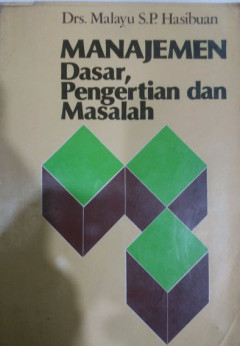 Drs. Malayu S.P. Hasibuan
MANAJEMEN
Dasar,
Pengertian dan
Masalah